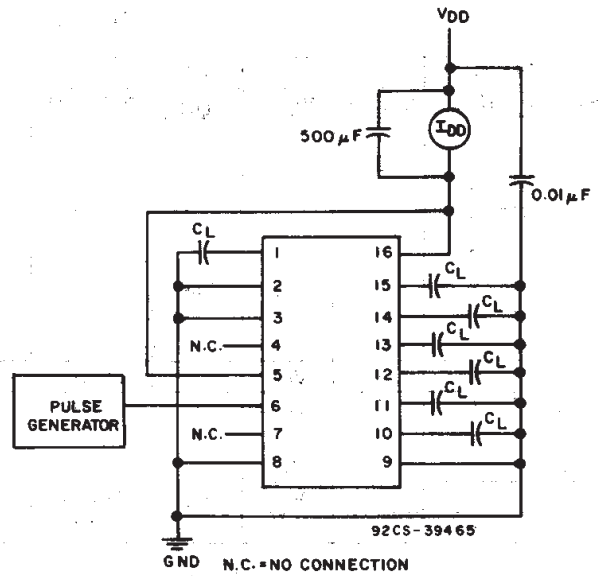 VDD
500 μF
IDD
0.01 μF
CL
1 16
2 15 CL
3 14 CL
N.C. 4 13 CL
5 12 CL
PULSE GENERATOR 6 11 CL
N.C. 7 10 CL
8 9
92CS-39465
GND N.C. = NO CONNECTION